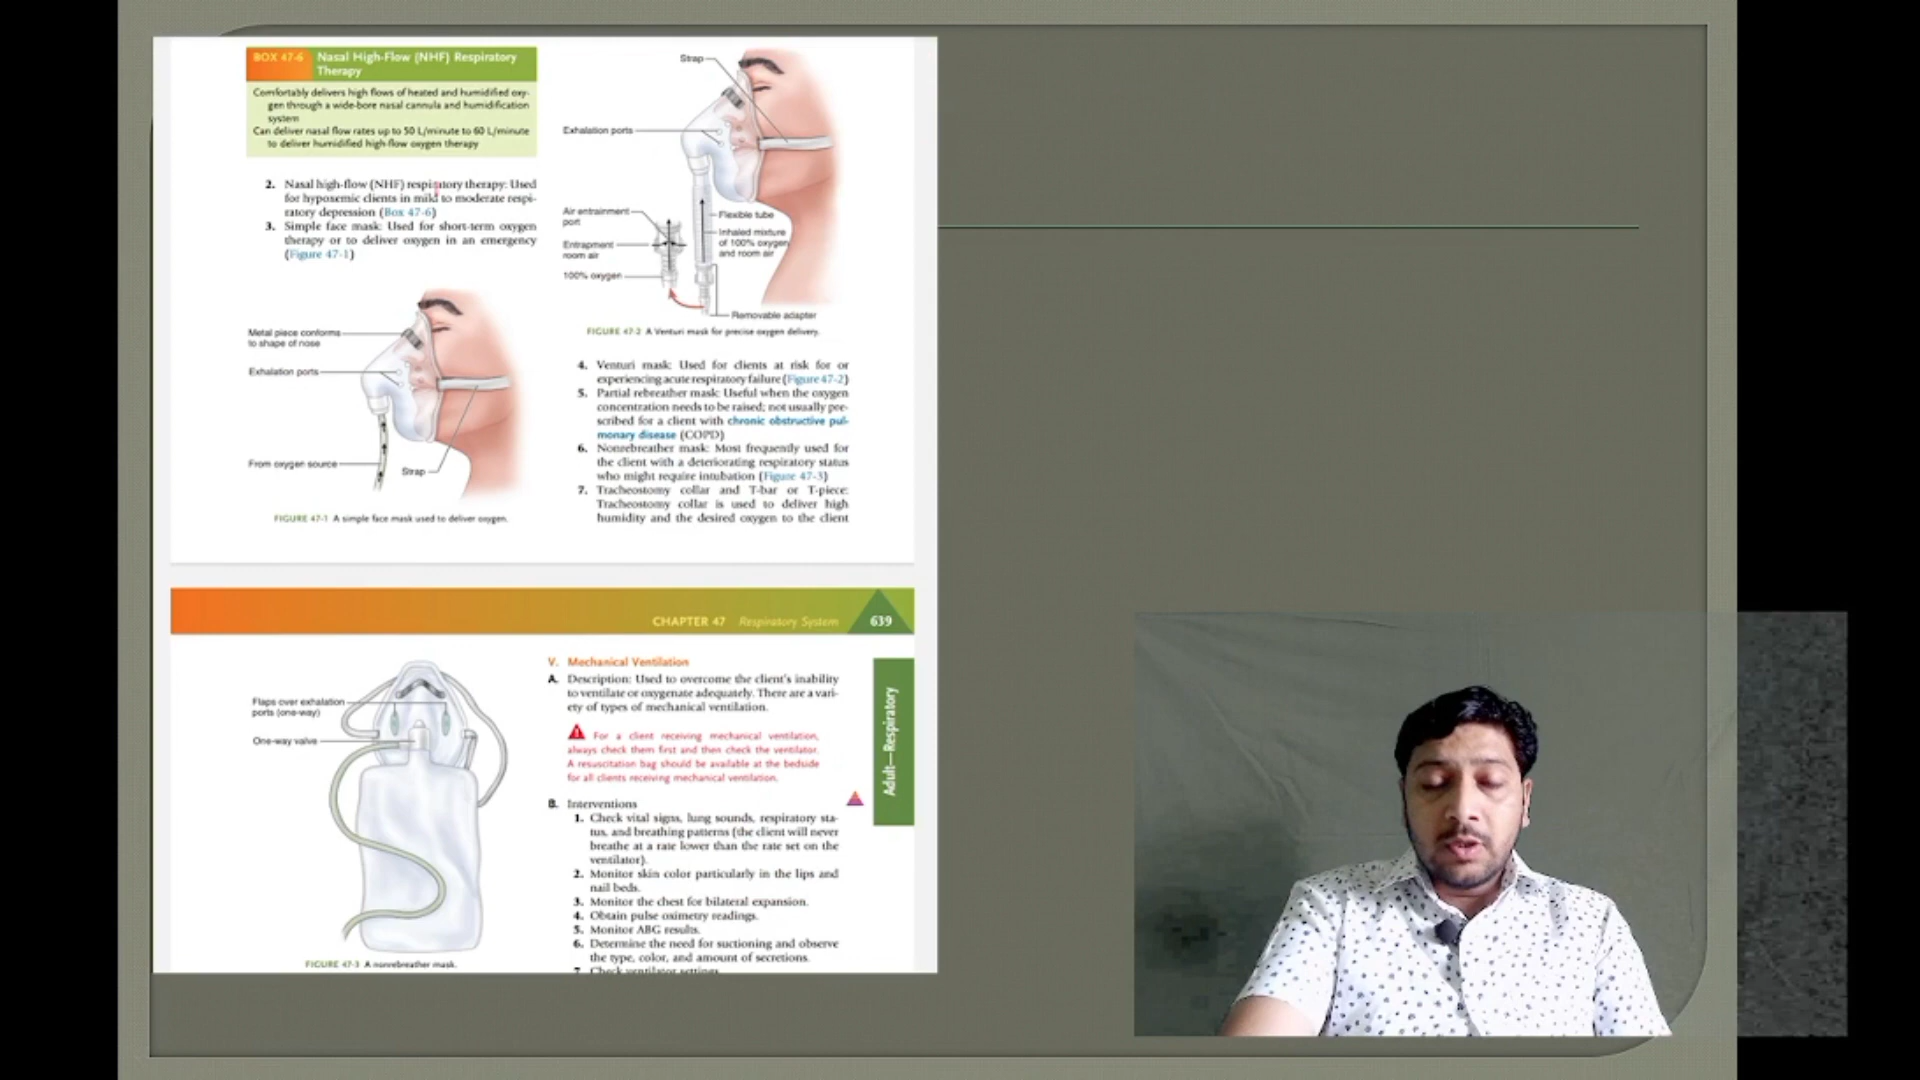 BOX 47-6 Nasal High-Flow (NHF) Respiratory
Therapy
Comfortably delivers high flows of heated and humidified oxy-
gen through a wide-bore nasal cannula and humidification
system
Can deliver nasal flow rates up to 50 L/minute to 60 L/minute
to deliver humidified high-flow oxygen therapy
2. Nasal high-flow (NHF) respiratory therapy: Used
for hypoxemic clients in mild to moderate respi-
ratory depression (Box 47-6)
3. Simple face mask: Used for short-term oxygen
therapy or to deliver oxygen in an emergency
(Figure 47-1)
Metal piece conforms
to shape of nose
Exhalation ports
From oxygen source
Strap
FIGURE 47-1 A simple face mask used to deliver oxygen.
Strap
Exhalation ports
Air entrainment
port
Entrapment
room air
100% oxygen
Flexible tube
Inhaled mixture
of 100% oxygen
and room air
Removable adapter
FIGURE 47-2 A Venturi mask for precise oxygen delivery.
4. Venturi mask: Used for clients at risk for or
experiencing acute respiratory failure (Figure 47-2)
5. Partial rebreather mask: Useful when the oxygen
concentration needs to be raised; not usually pre-
scribed for a client with chronic obstructive pul-
monary disease (COPD)
6. Nonrebreather mask: Most frequently used for
the client with a deteriorating respiratory status
who might require intubation (Figure 47-3)
7. Tracheostomy collar and T-bar or T-piece:
Tracheostomy collar is used to deliver high
humidity and the desired oxygen to the client
CHAPTER 47 Respiratory System 639
Flaps over exhalation
ports (one-way)
One-way valve
FIGURE 47-3 A nonrebreather mask.
V. Mechanical Ventilation
A. Description: Used to overcome the client's inability
to ventilate or oxygenate adequately. There are a vari-
ety of types of mechanical ventilation.
For a client receiving mechanical ventilation,
always check them first and then check the ventilator.
A resuscitation bag should be available at the bedside
for all clients receiving mechanical ventilation.
B. Interventions
1. Check vital signs, lung sounds, respiratory sta-
tus, and breathing patterns (the client will never
breathe at a rate lower than the rate set on the
ventilator).
2. Monitor skin color particularly in the lips and
nail beds.
3. Monitor the chest for bilateral expansion.
4. Obtain pulse oximetry readings.
5. Monitor ABG results.
6. Determine the need for suctioning and observe
the type, color, and amount of secretions.
7. Check ventilator settings
Adult—Respiratory